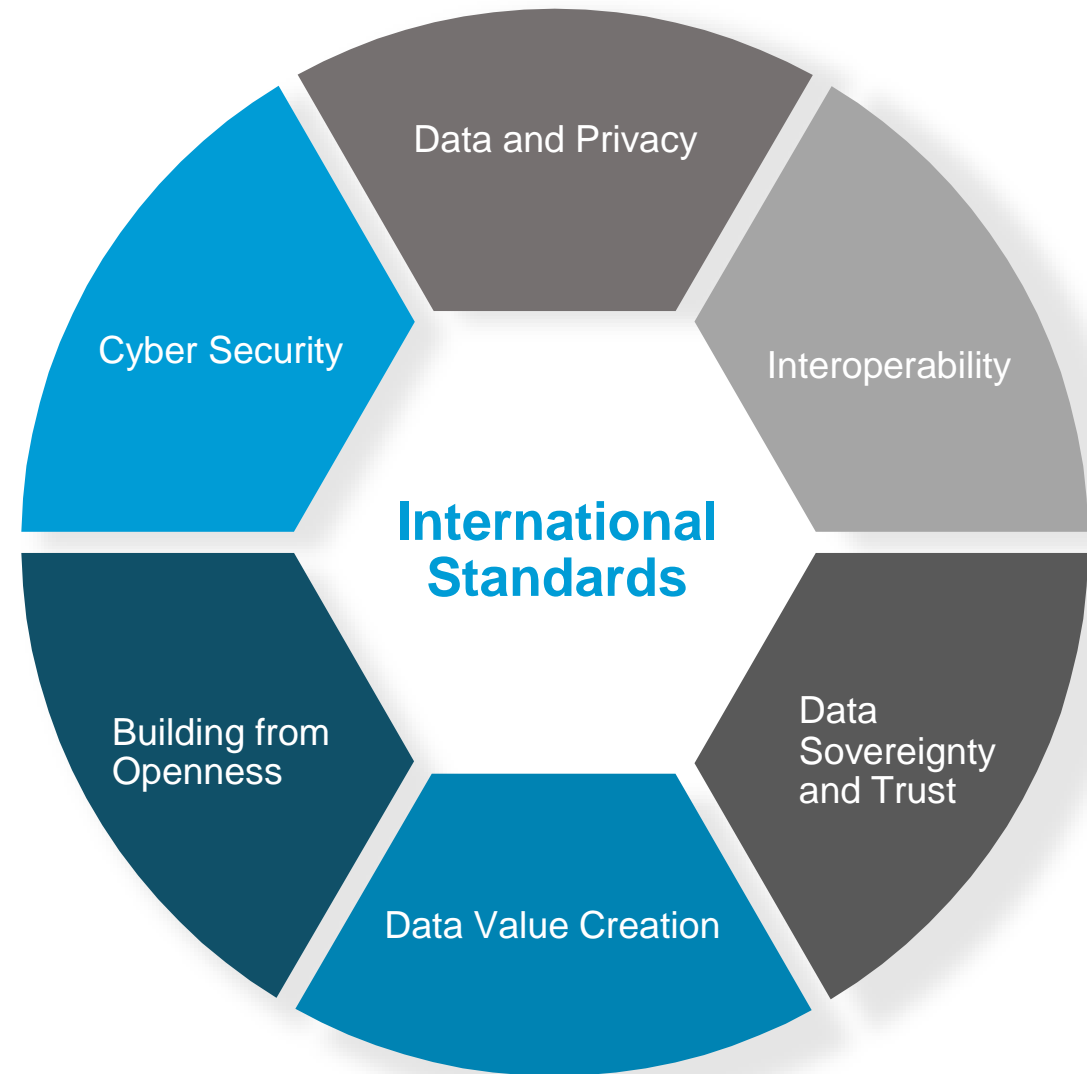 Data and Privacy
Cyber Security
Interoperability
International
Standards
Building from
Openness
Data
Sovereignty
and Trust
Data Value Creation